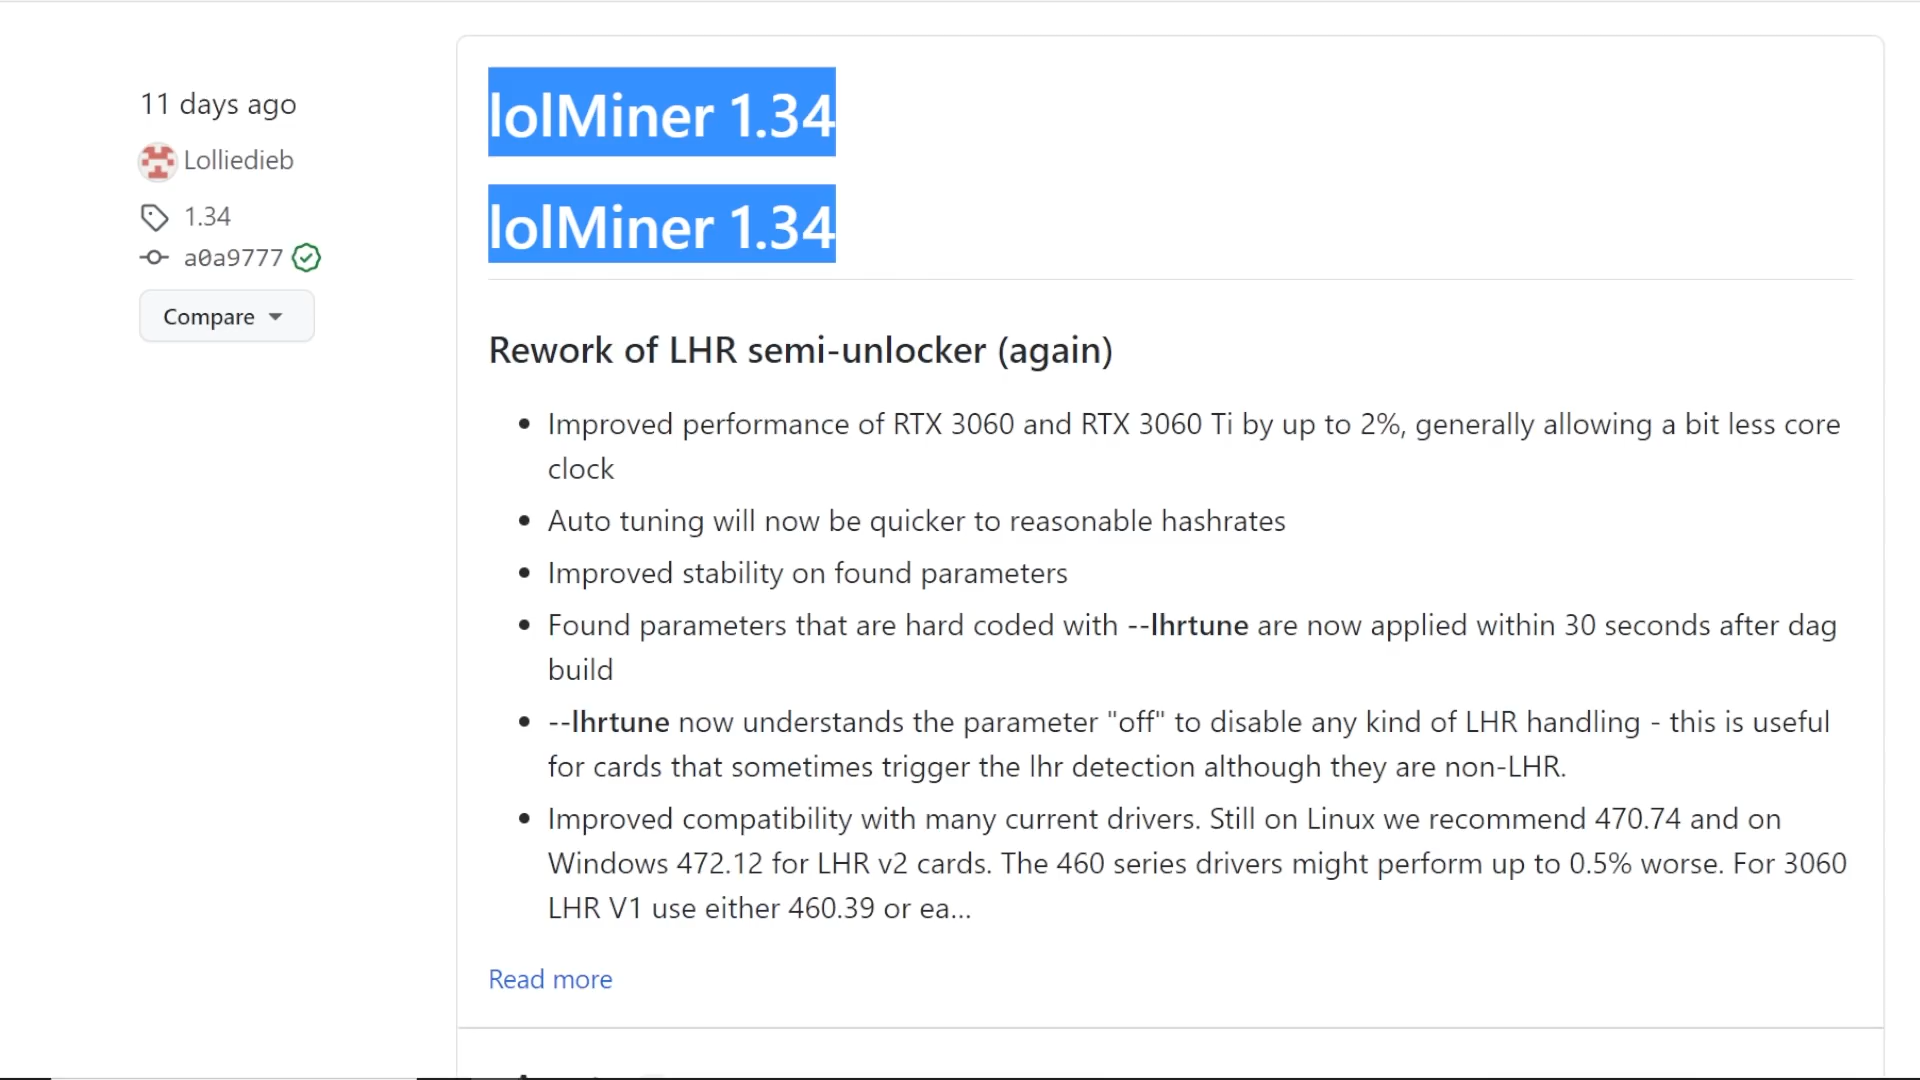 11 days ago
Lolliedieb
1.34
a0a9777
Compare
lolMiner 1.34
lolMiner 1.34
Rework of LHR semi-unlocker (again)
Improved performance of RTX 3060 and RTX 3060 Ti by up to 2%, generally allowing a bit less core
clock
Auto tuning will now be quicker to reasonable hashrates
Improved stability on found parameters
Found parameters that are hard coded with --lhrtune are now applied within 30 seconds after dag
build
--lhrtune now understands the parameter "off" to disable any kind of LHR handling - this is useful
for cards that sometimes trigger the lhr detection although they are non-LHR.
Improved compatibility with many current drivers. Still on Linux we recommend 470.74 and on
Windows 472.12 for LHR v2 cards. The 460 series drivers might perform up to 0.5% worse. For 3060
LHR V1 use either 460.39 or ea...
Read more